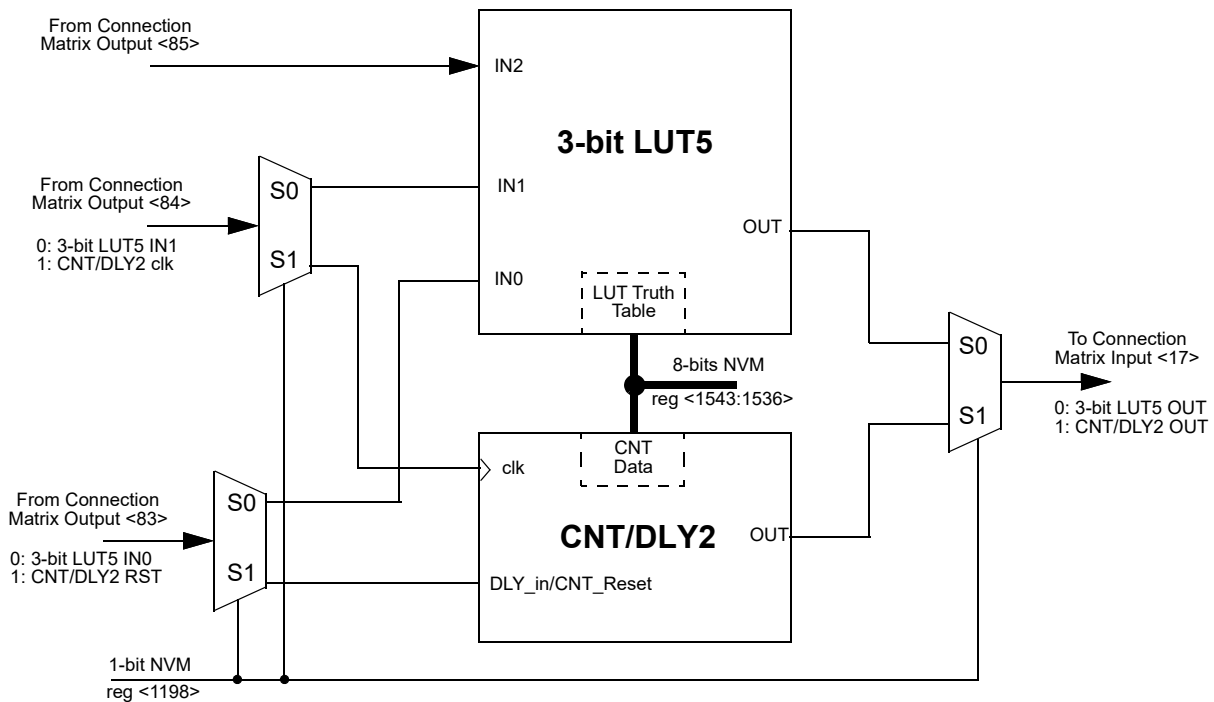 From Connection
Matrix Output <85>
IN2
3-bit LUT5
From Connection
Matrix Output <84>
0: 3-bit LUT5 IN1
1: CNT/DLY2 clk
S0
S1
IN1
IN0
OUT
LUT Truth
Table
8-bits NVM
reg <1543:1536>
S0
S1
To Connection
Matrix Input <17>
0: 3-bit LUT5 OUT
1: CNT/DLY2 OUT
CNT
Data
clk
CNT/DLY2
OUT
DLY_in/CNT_Reset
From Connection
Matrix Output <83>
0: 3-bit LUT5 IN0
1: CNT/DLY2 RST
S0
S1
1-bit NVM
reg <1198>